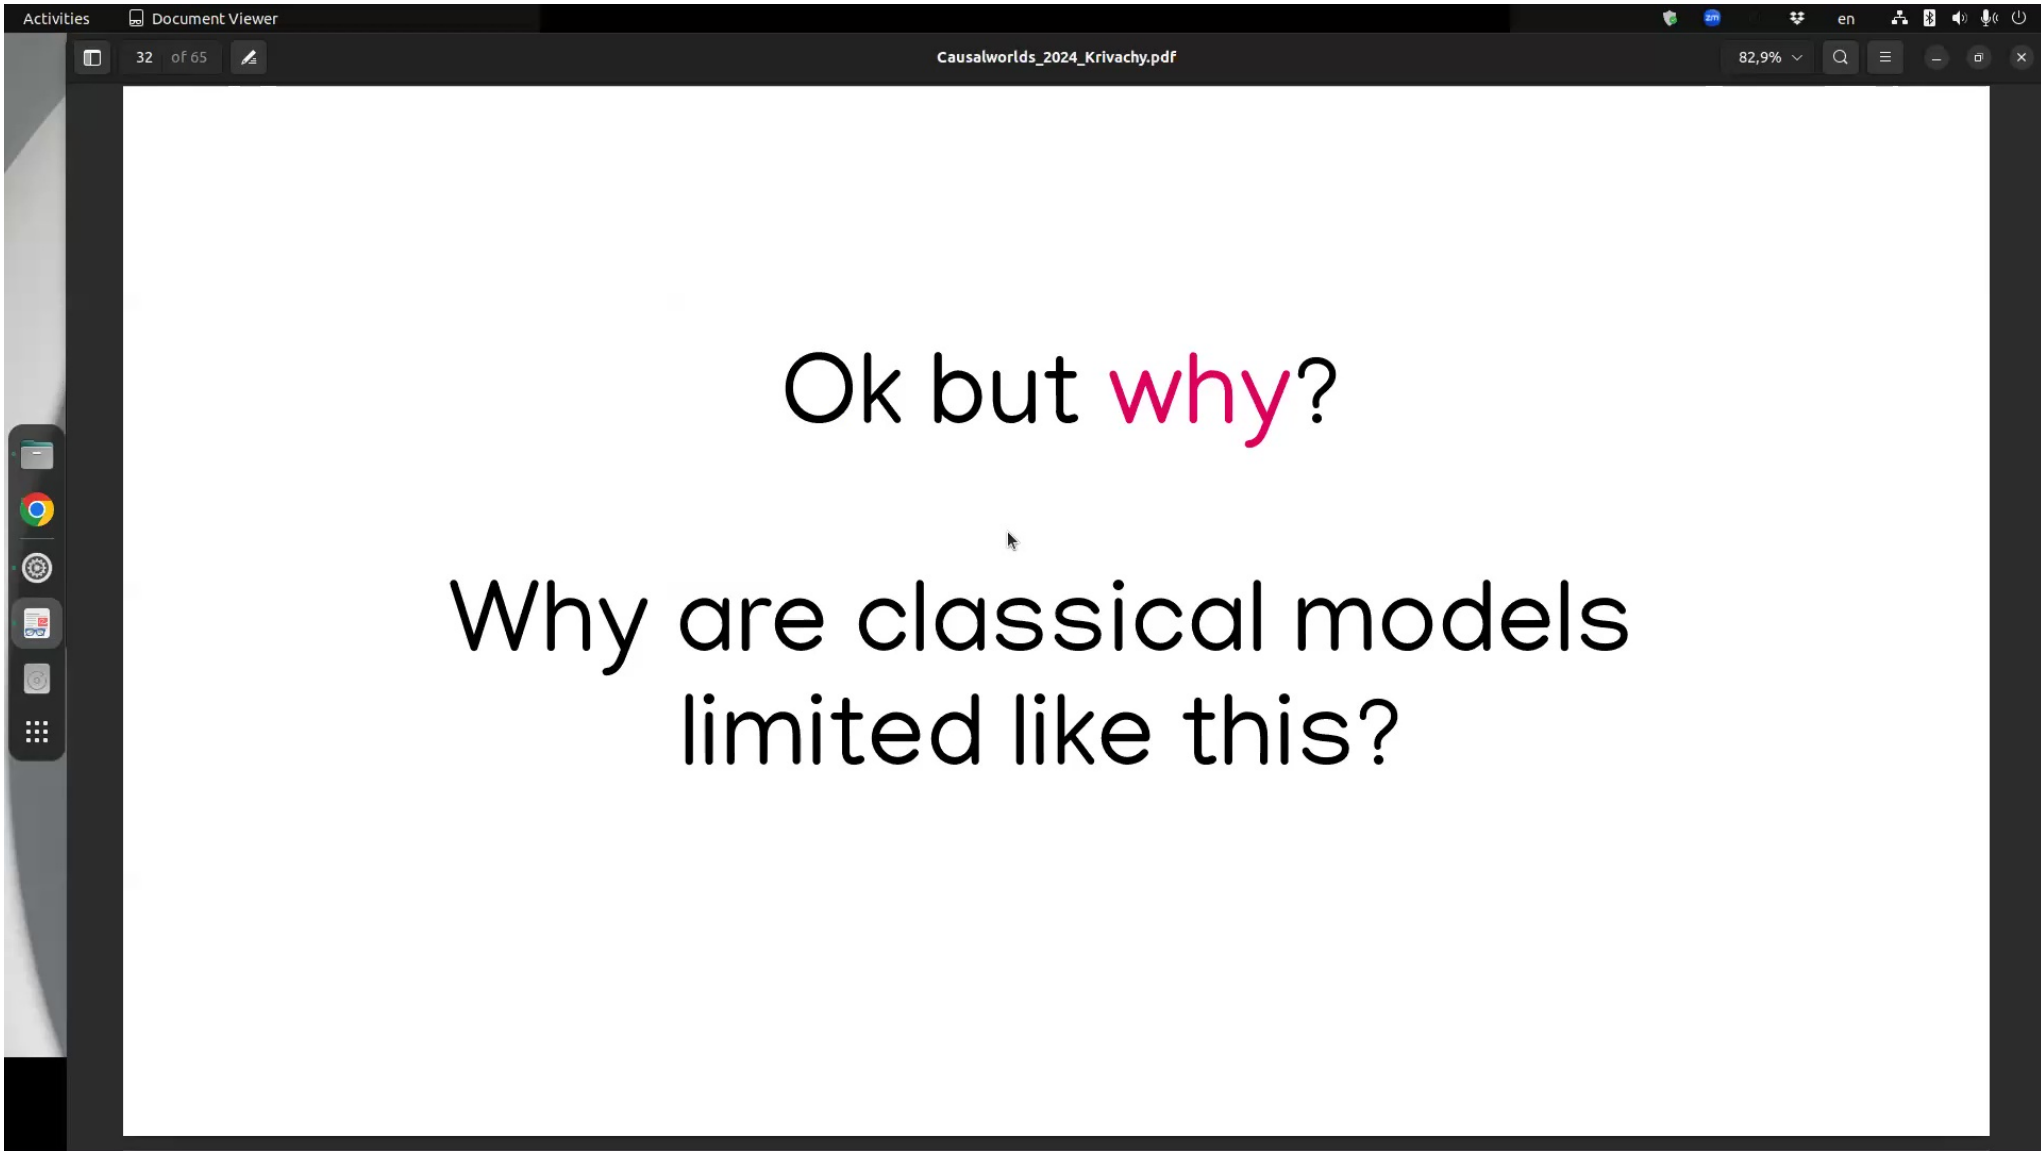 Activities
Document Viewer
zm
en
32 of 65
Causalworlds_2024_Krivachy.pdf
82,9%
Ok but why?
Why are classical models
limited like this?